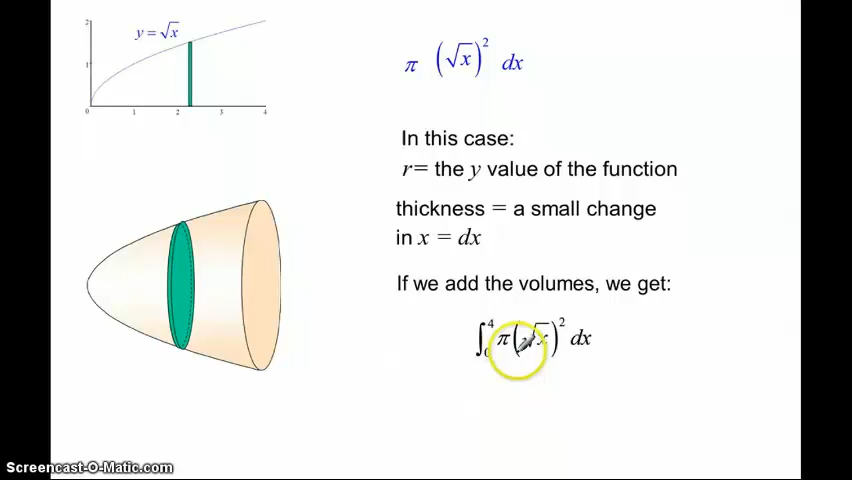 2
y = √x
1
0 1 2 3 4
π (√x)² dx
In this case:
r= the y value of the function
thickness = a small change
in x = dx
If we add the volumes, we get:
∫₀⁴ π(√x)² dx
Screencast-O-Matic.com